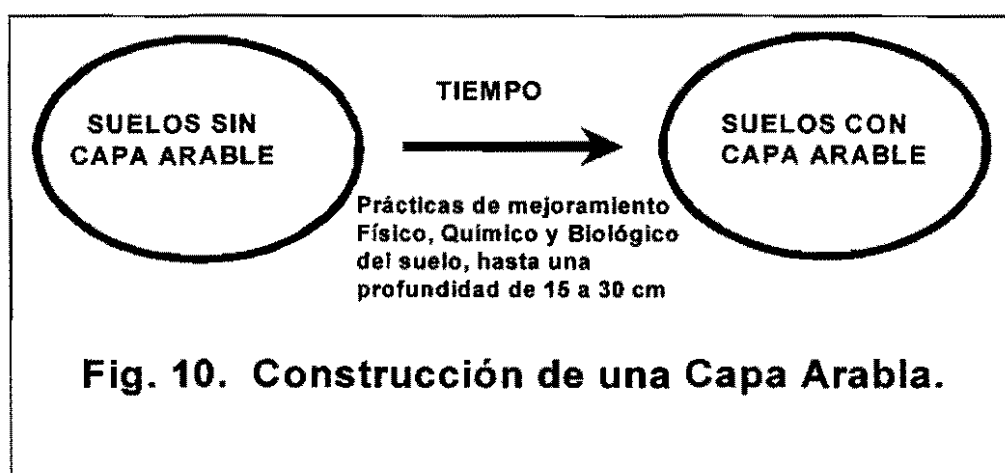 SUELOS SIN
CAPA ARABLE
TIEMPO
Prácticas de mejoramiento
Físico, Químico y Biológico
del suelo, hasta una
profundidad de 15 a 30 cm
SUELOS CON
CAPA ARABLE
Fig. 10. Construcción de una Capa Arabla.